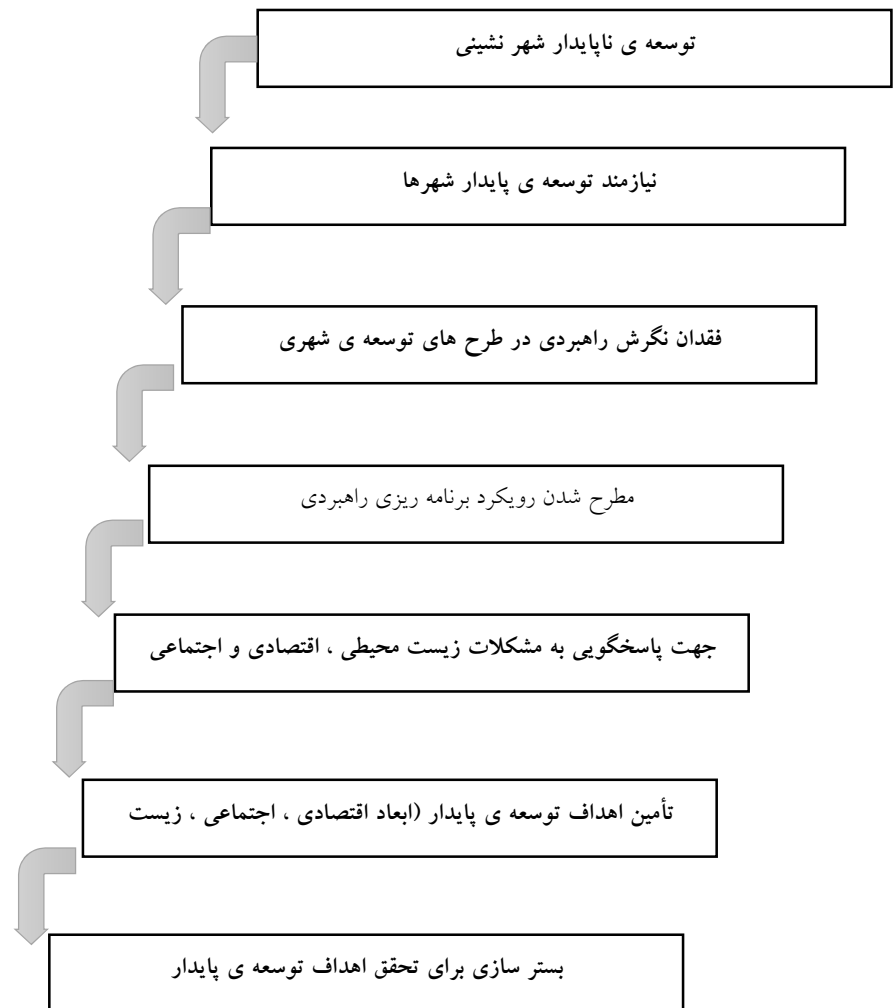 توسعه ی ناپایدار شهر نشینی
نیازمند توسعه ی پایدار شهرها
فقدان نگرش راهبردی در طرح های توسعه ی شهری
مطرح شدن رویکرد برنامه ریزی راهبردی
جهت پاسخگویی به مشکلات زیست محیطی ، اقتصادی و اجتماعی
تأمین اهداف توسعه ی پایدار (ابعاد اقتصادی ، اجتماعی ، زیست
بستر سازی برای تحقق اهداف توسعه ی پایدار